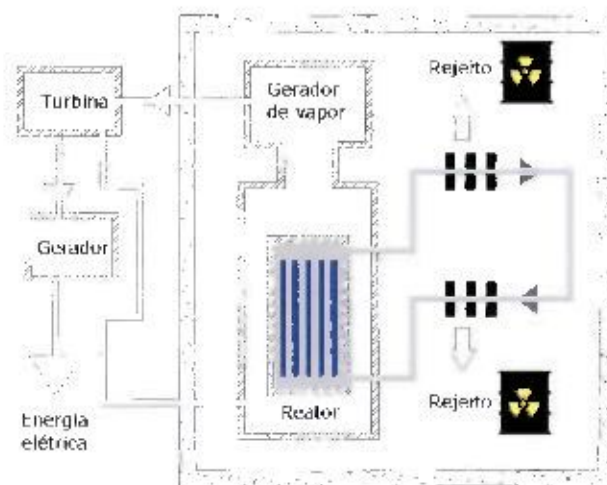 Rejeito
Turbina
Gerador
de vapor
Gerador
Reator
Rejeito
Energia
elétrica